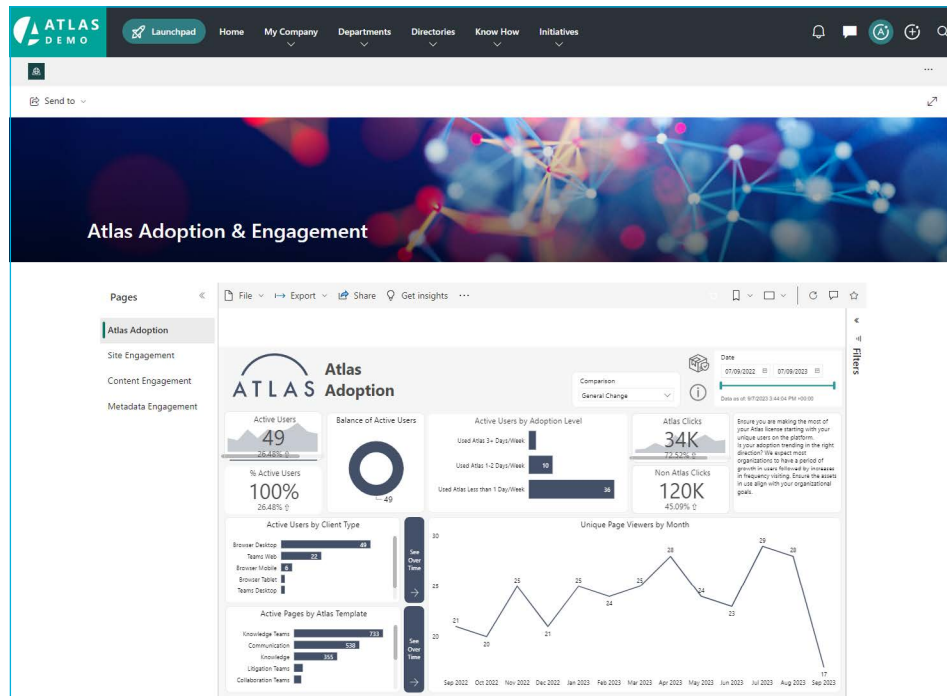 ATLAS
DEMO
Launchpad
Home
My Company
Departments
Directories
Know How
Initiatives
Send to
Atlas Adoption & Engagement
Pages
File
Export
Share
Get insights
Atlas Adoption
Site Engagement
Content Engagement
Metadata Engagement
Filters
ATLAS
Atlas
Adoption
Comparison
General Change
Date
07/09/2022
07/09/2023
Data as of: 9/7/2023 3:44:04 PM +00:00
Active Users
49
26.48%
% Active Users
100%
26.48%
Balance of Active Users
49
Active Users by Adoption Level
Used Atlas 3+ Days/Week
Used Atlas 1-2 Days/Week
10
Used Atlas Less than 1 Day/Week
36
Atlas Clicks
34K
72.52%
Non Atlas Clicks
120K
45.09%
Ensure you are making the most of
your Atlas license starting with your
unique users on the platform.
Is your adoption trending in the right
direction? We expect most
organizations to have a period of
growth in users followed by increases
in frequency visiting. Ensure the assets
in use align with your organizational
goals.
Active Users by Client Type
Browser Desktop
49
Teams Web
22
Browser Mobile
6
Browser Tablet
Teams Desktop
See
Over
Time
Active Pages by Atlas Template
Knowledge Teams
733
Communication
538
Knowledge
355
Litigation Teams
Collaboration Teams
See
Over
Time
Unique Page Viewers by Month
30
25
20
21
20
25
21
25
24
25
28
24
23
29
28
17
Sep 2022
Oct 2022
Nov 2022
Dec 2022
Jan 2023
Feb 2023
Mar 2023
Apr 2023
May 2023
Jun 2023
Jul 2023
Aug 2023
Sep 2023